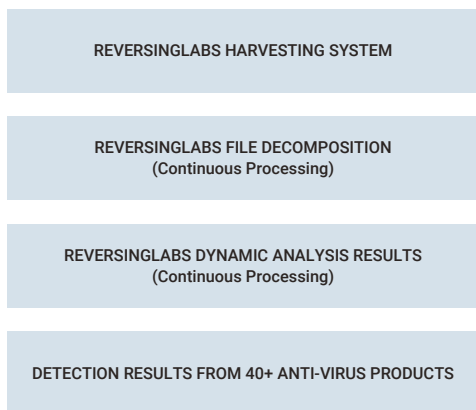 REVERSINGLABS HARVESTING SYSTEM
REVERSINGLABS FILE DECOMPOSITION
(Continuous Processing)
REVERSINGLABS DYNAMIC ANALYSIS RESULTS
(Continuous Processing)
DETECTION RESULTS FROM 40+ ANTI-VIRUS PRODUCTS